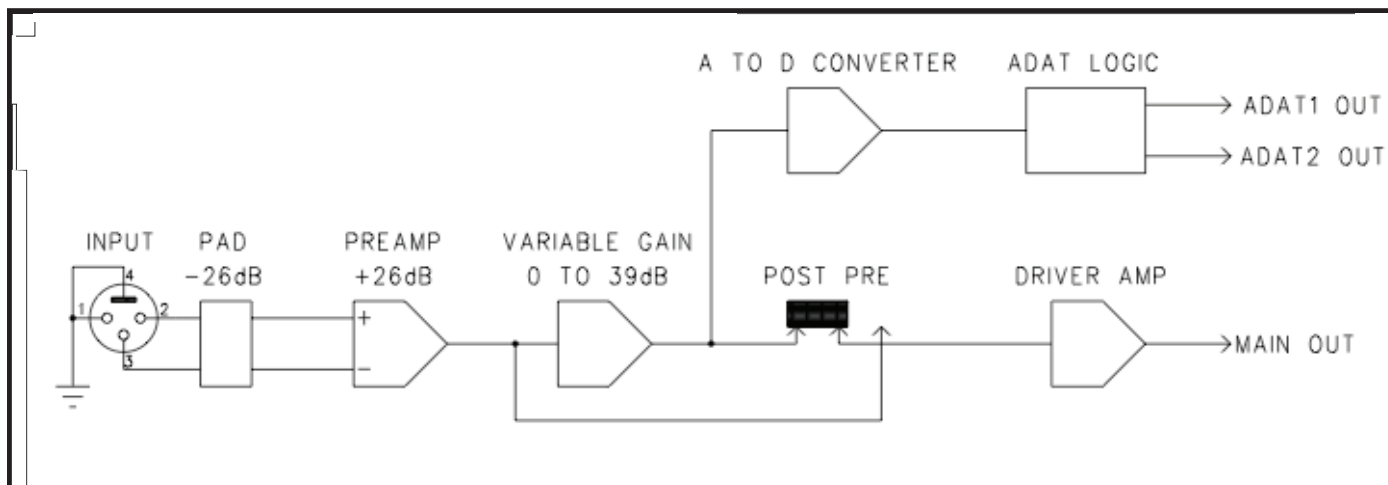 A TO D CONVERTER
ADAT LOGIC
ADAT1 OUT
ADAT2 OUT
INPUT
PAD
-26dB
PREAMP
+26dB
VARIABLE GAIN
0 TO 39dB
POST PRE
DRIVER AMP
4
1
2
3
+
-
MAIN OUT